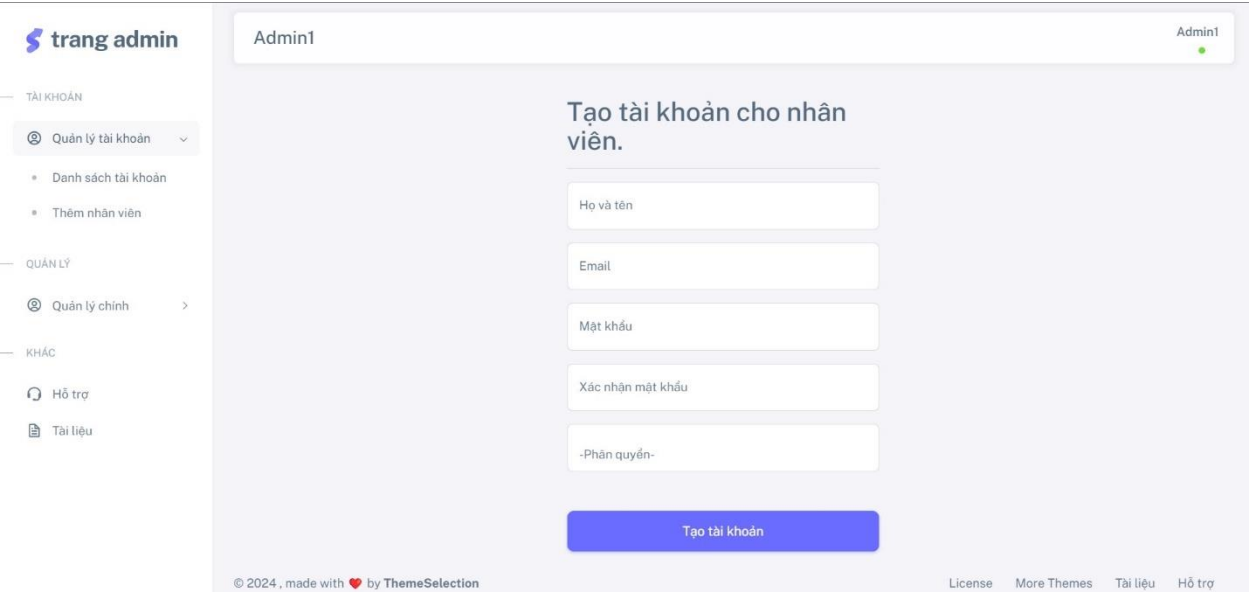 trang admin
TÀI KHOẢN
Quản lý tài khoản
Danh sách tài khoản
Thêm nhân viên
QUẢN LÝ
Quản lý chính
KHÁC
Hỗ trợ
Tài liệu
Admin1
Admin1
Tạo tài khoản cho nhân
viên.
Họ và tên
Email
Mật khẩu
Xác nhận mật khẩu
-Phân quyền-
Tạo tài khoản
© 2024 , made with ❤️ by ThemeSelection
License More Themes Tài liệu Hỗ trợ